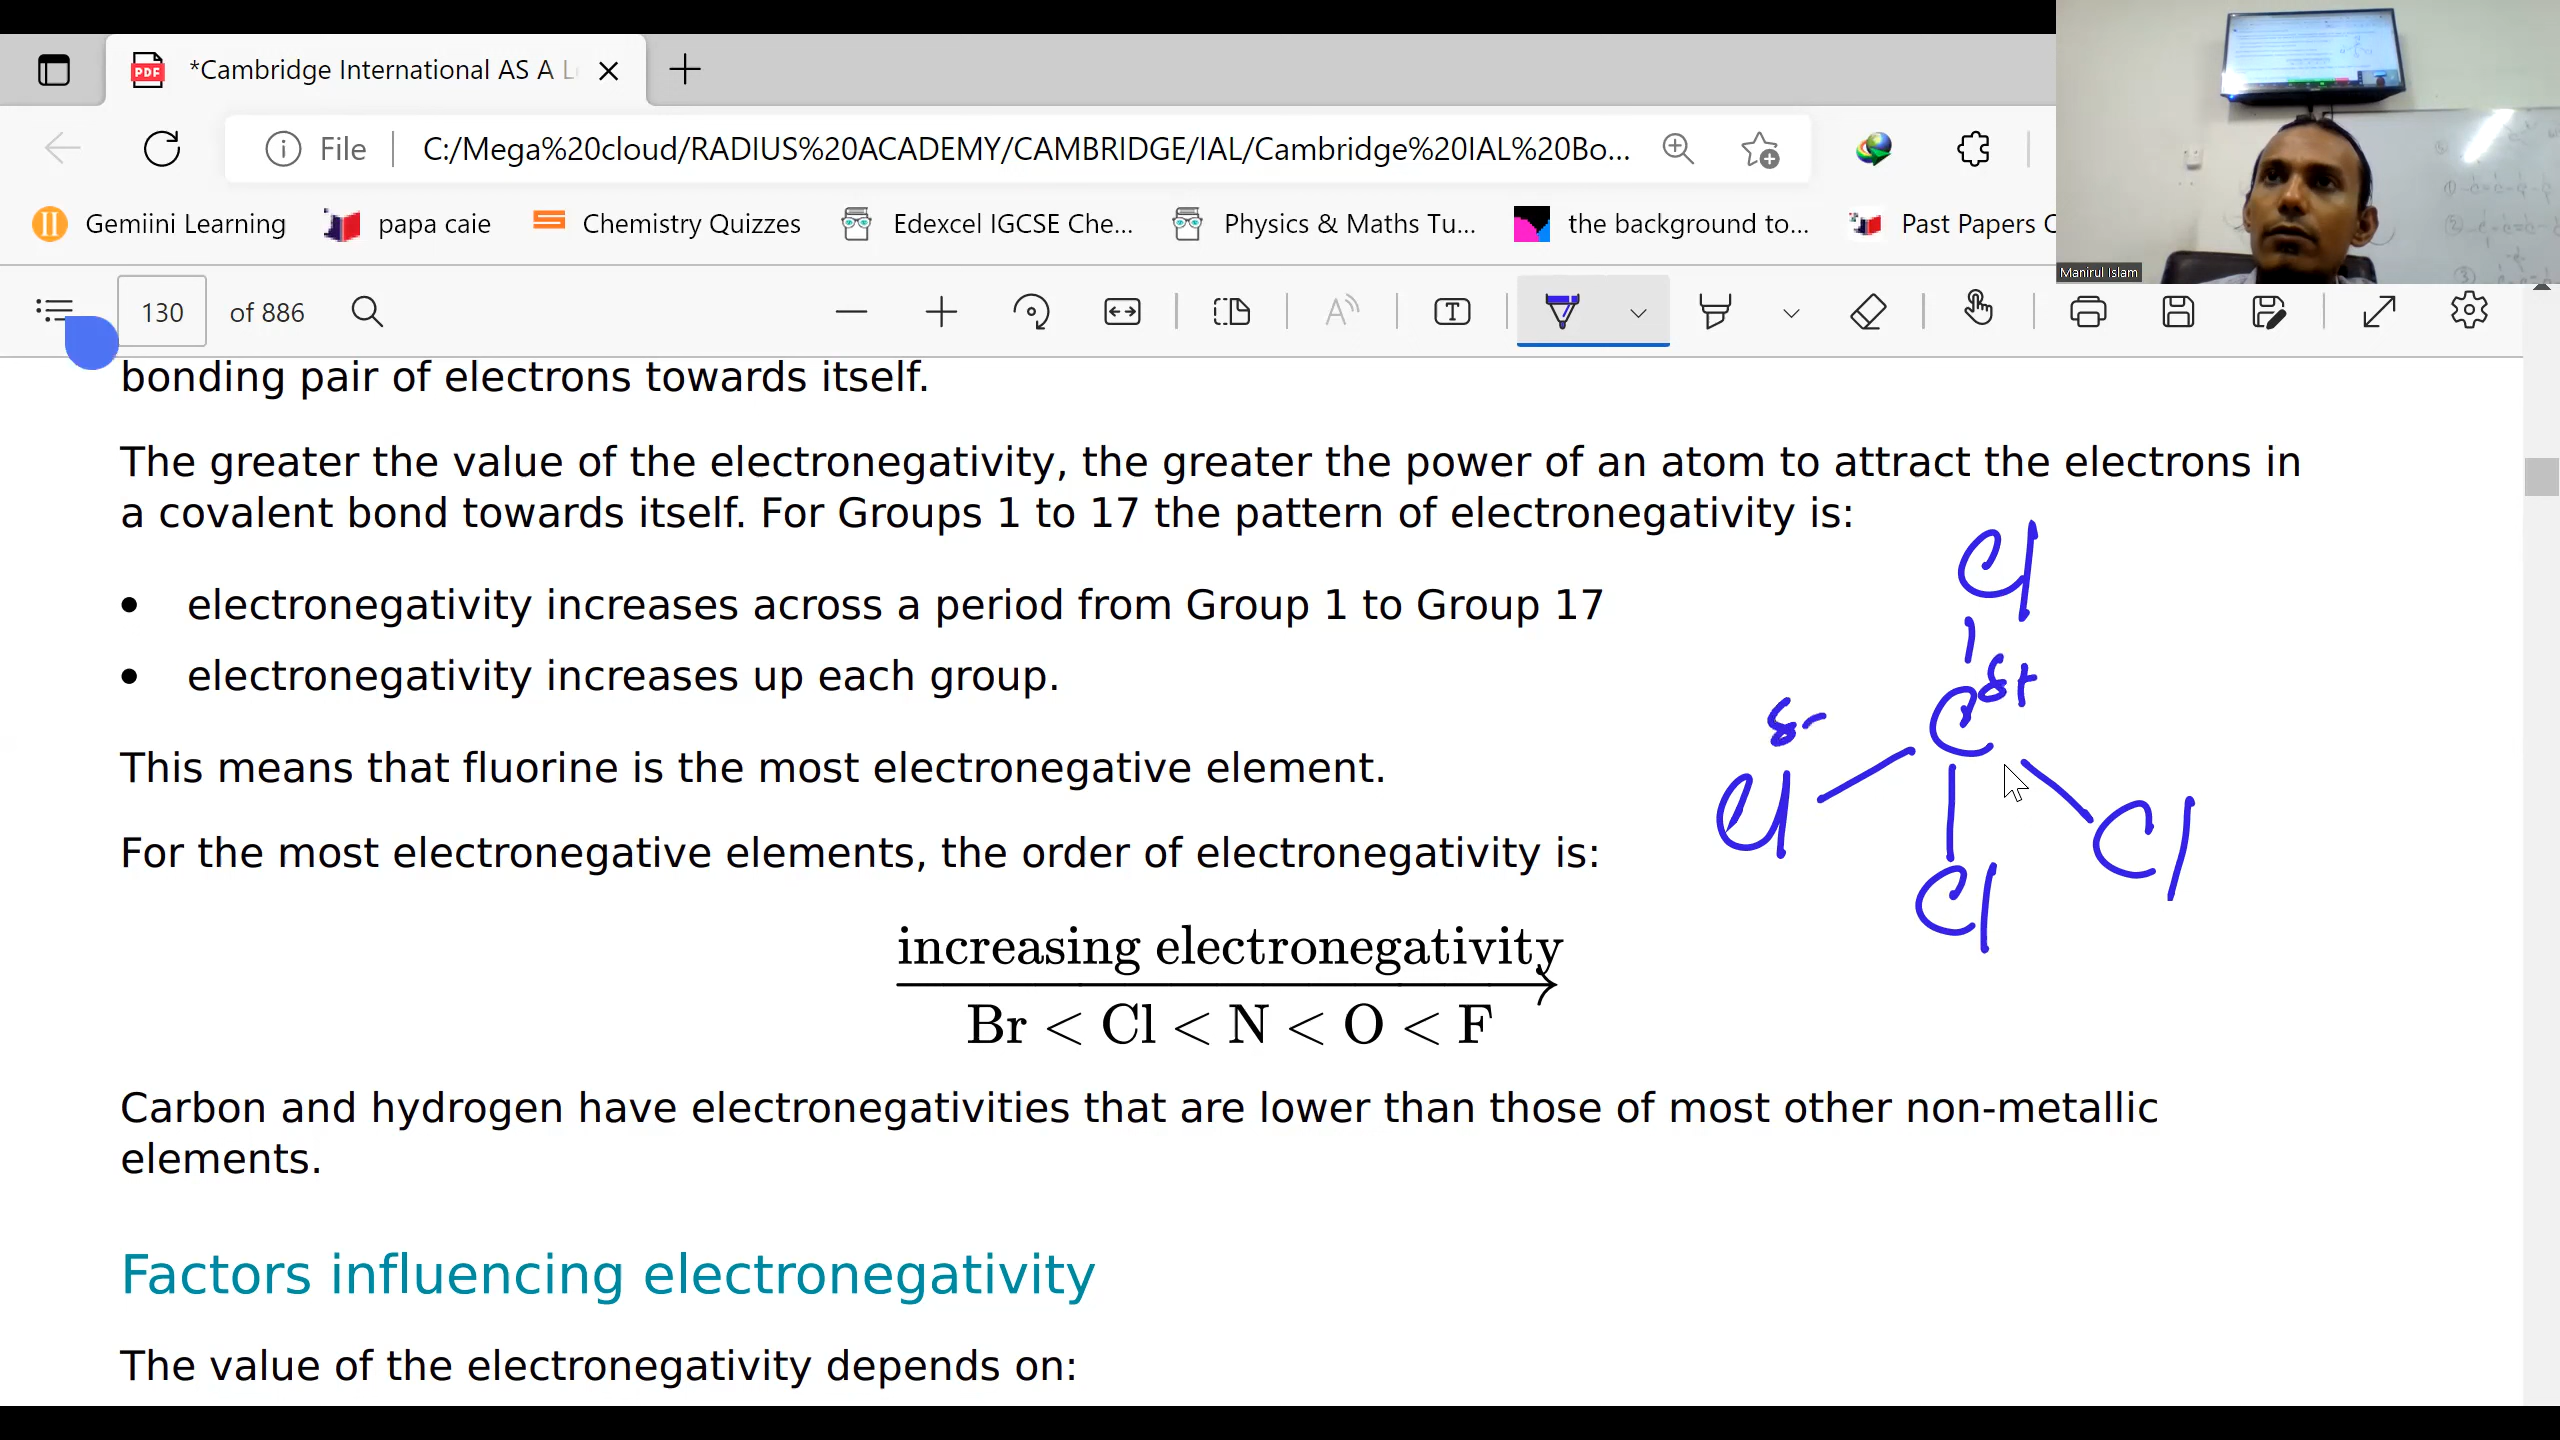 *Cambridge International AS A L
File C:/Mega%20cloud/RADIUS%20ACADEMY/CAMBRIDGE/IAL/Cambridge%20IAL%20Bo...
Gemiini Learning papa caie Chemistry Quizzes Edexcel IGCSE Che... Physics & Maths Tu... the background to... Past Papers C
Manirul Islam
130 of 886
bonding pair of electrons towards itself.
The greater the value of the electronegativity, the greater the power of an atom to attract the electrons in
a covalent bond towards itself. For Groups 1 to 17 the pattern of electronegativity is:
• electronegativity increases across a period from Group 1 to Group 17
• electronegativity increases up each group.
This means that fluorine is the most electronegative element.
For the most electronegative elements, the order of electronegativity is:
increasing electronegativity
Br < Cl < N < O < F
Carbon and hydrogen have electronegativities that are lower than those of most other non-metallic
elements.
Factors influencing electronegativity
The value of the electronegativity depends on:
Cl
C δ+
δ-
Cl
Cl
Cl